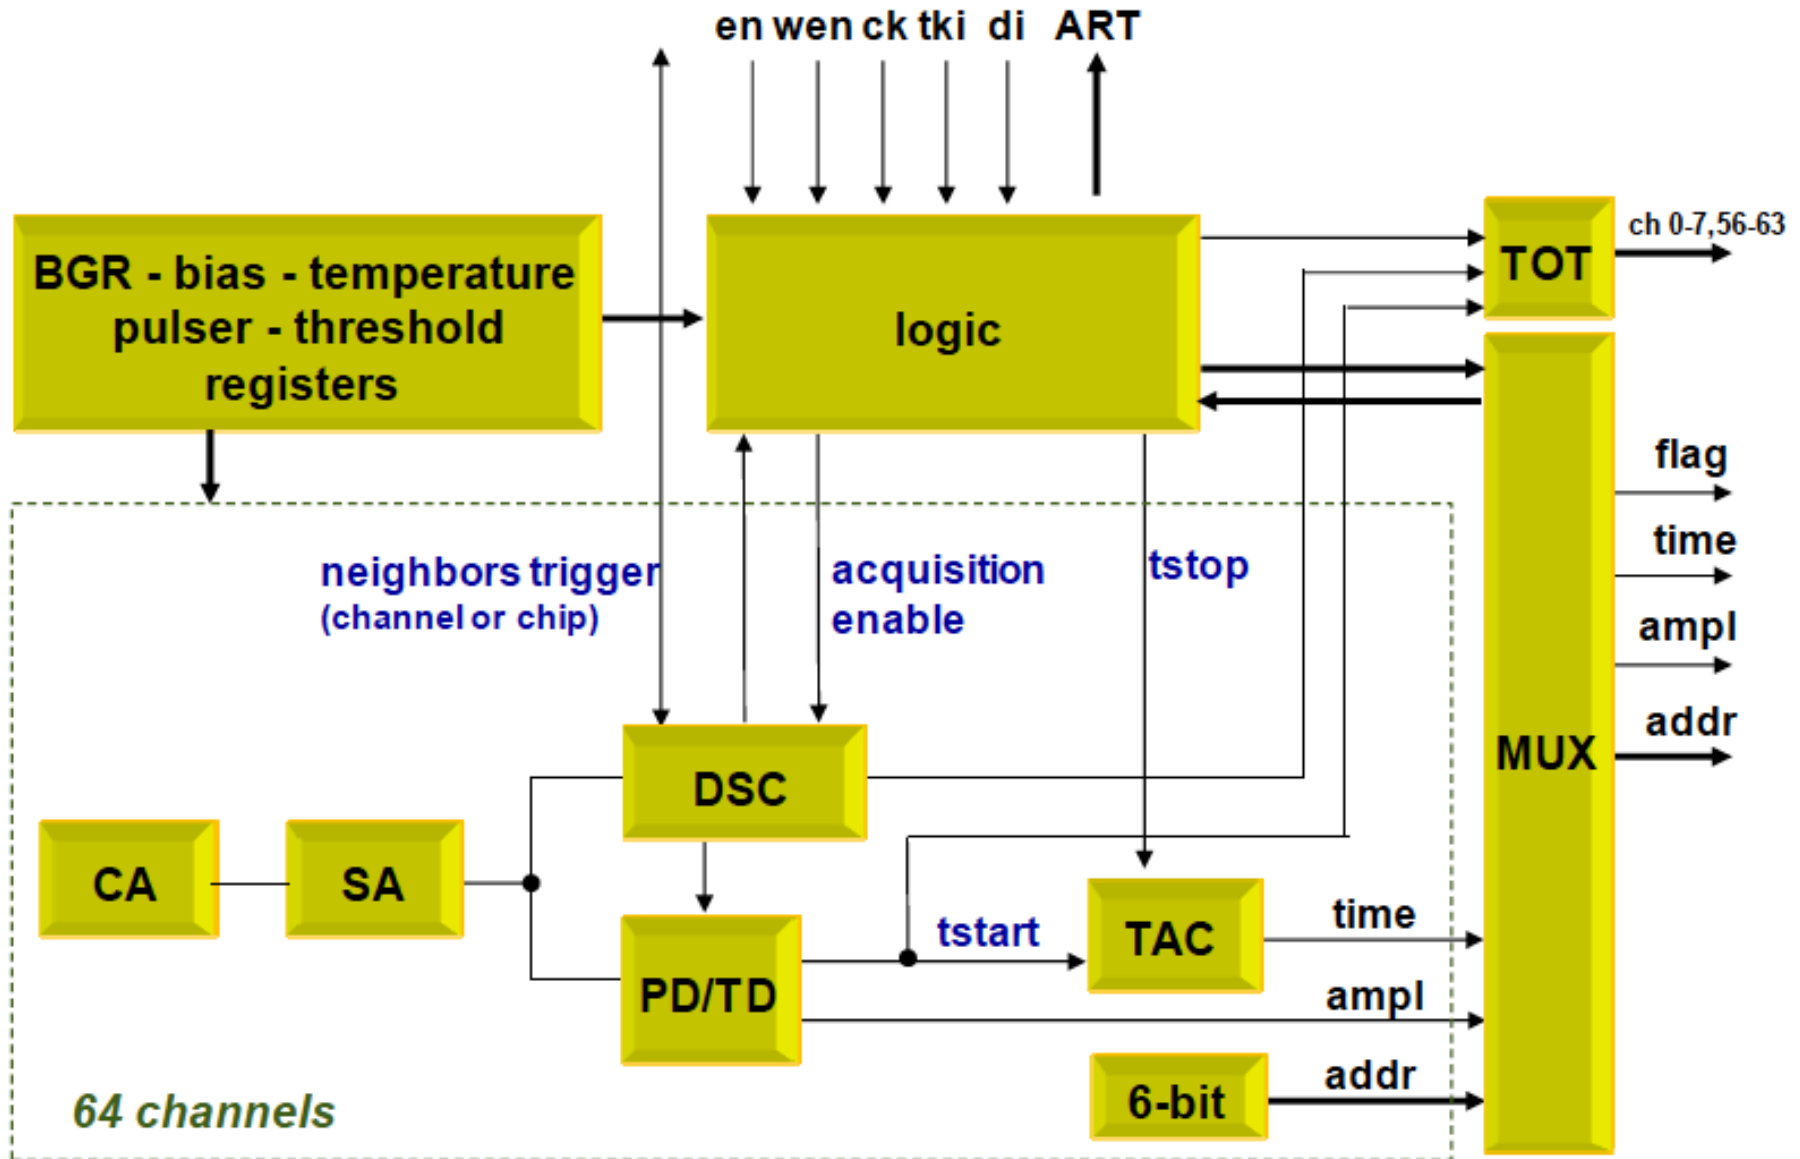 en wen ck tki di ART
BGR - bias - temperature
pulser - threshold
registers
logic
TOT
ch 0-7,56-63
flag
time
ampl
addr
neighbors trigger
(channel or chip)
acquisition
enable
tstop
DSC
MUX
CA
SA
PD/TD
tstart
TAC
time
ampl
6-bit
addr
64 channels